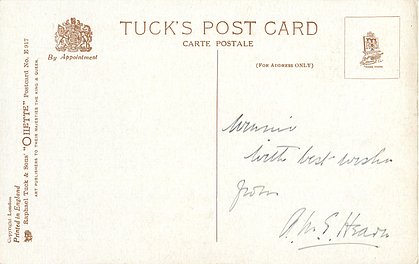 TUCK'S POST CARD
CARTE POSTALE
By Appointment
(FOR ADDRESS ONLY)
Copyright London
Printed in England
Raphael Tuck & Sons' "OILETTE" Postcard No. E 917
ART PUBLISHERS TO THEIR MAJESTIES THE KING & QUEEN.
Winnie
with best wishes
from